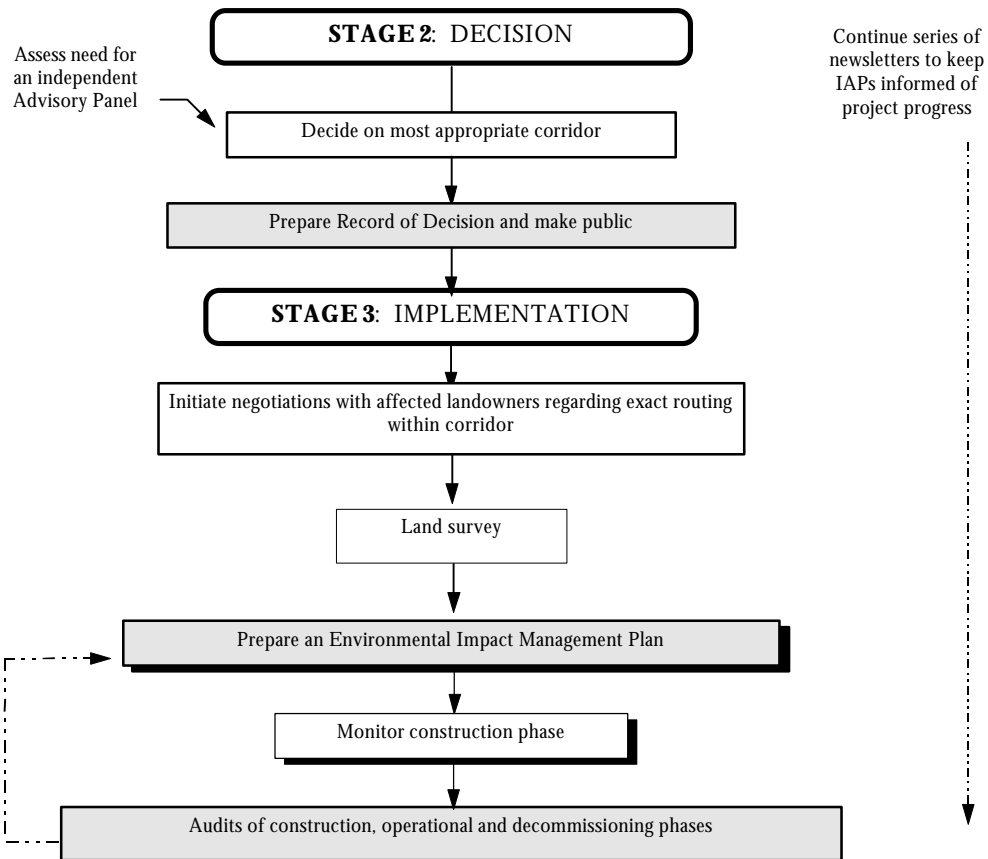 STAGE 2: DECISION
Assess need for
an independent
Advisory Panel
Continue series of
newsletters to keep
IAPs informed of
project progress
Decide on most appropriate corridor
Prepare Record of Decision and make public
STAGE 3: IMPLEMENTATION
Initiate negotiations with affected landowners regarding exact routing
within corridor
Land survey
Prepare an Environmental Impact Management Plan
Monitor construction phase
Audits of construction, operational and decommissioning phases